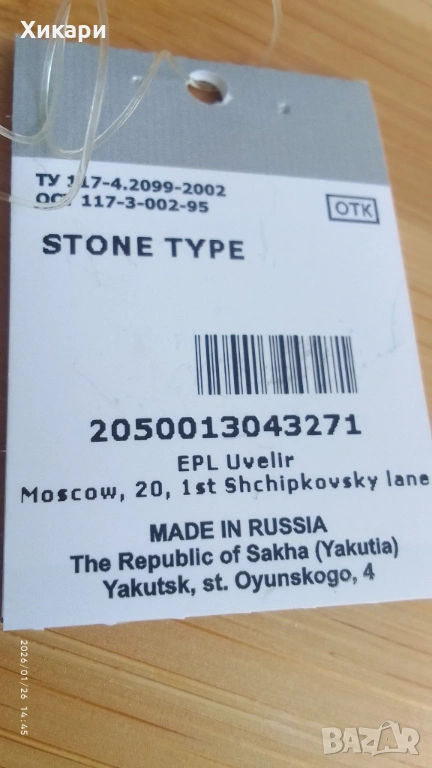 Хикари
ТУ 117-4.2099-2002
ОСТ 117-3-002-95
ОТК
STONE TYPE
2050013043271
EPL Uvelir
Moscow, 20, 1st Shchipkovsky lane
MADE IN RUSSIA
The Republic of Sakha (Yakutia)
Yakutsk, st. Oyunskogo, 4
2026/01/26 14:45
BAZAR